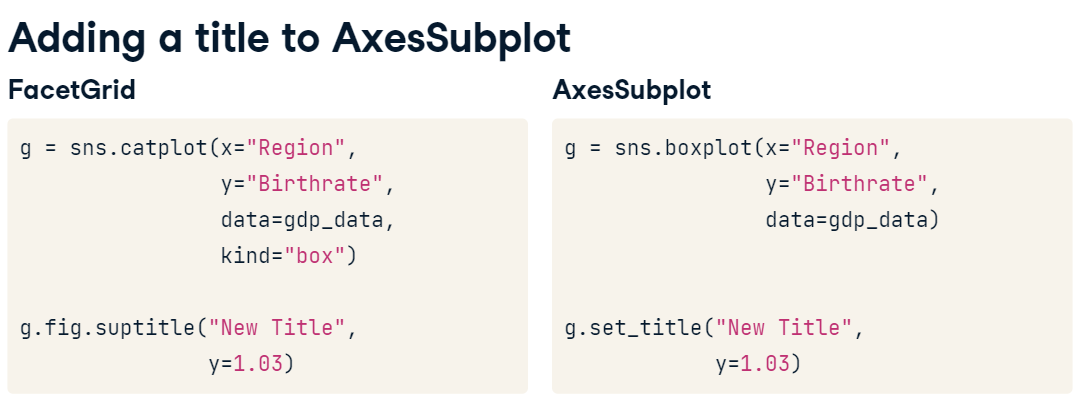 Adding a title to AxesSubplot
FacetGrid
g = sns.catplot(x="Region",
                y="Birthrate",
                data=gdp_data,
                kind="box")
g.fig.suptitle("New Title",
               y=1.03)
AxesSubplot
g = sns.boxplot(x="Region",
                y="Birthrate",
                data=gdp_data)
g.set_title("New Title",
            y=1.03)